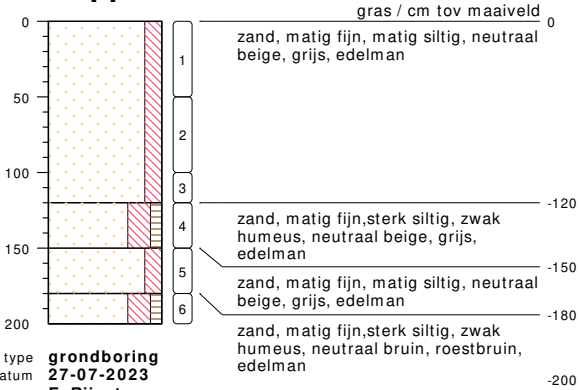 gras / cm tov maaiveld
0
0
zand, matig fijn, matig siltig, neutraal
beige, grijs, edelman
1
50
2
100
3
-120
zand, matig fijn,sterk siltig, zwak
humeus, neutraal beige, grijs,
edelman
4
150
-150
5
zand, matig fijn, matig siltig, neutraal
beige, grijs, edelman
-180
6
200
zand, matig fijn,sterk siltig, zwak
humeus, neutraal bruin, roestbruin,
edelman
-200
type grondboring
atum 27-07-2023